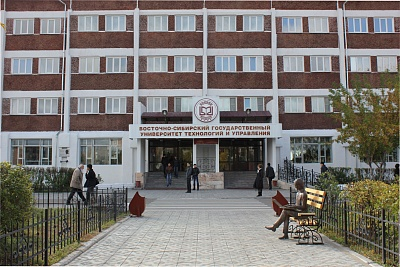 ВОСТОЧНО-СИБИРСКИЙ ГОСУДАРСТВЕННЫЙ
УНИВЕРСИТЕТ ТЕХНОЛОГИЙ И УПРАВЛЕНИЯ